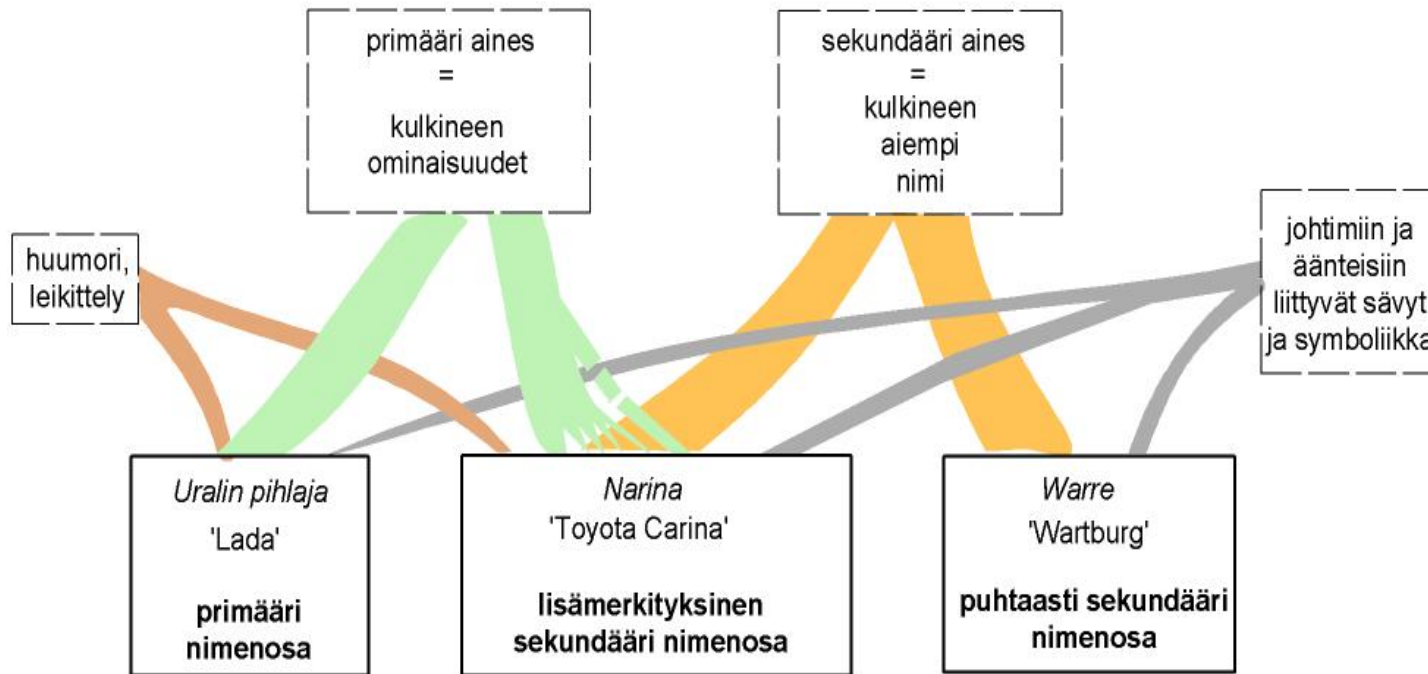 primääri aines
=
kulkineen
ominaisuudet
sekundääri aines
=
kulkineen
aiempi
nimi
huumori,
leikittely
johtimiin ja
äänteisiin
liittyvät sävyt
ja symboliikka
Uralin pihlaja
'Lada'
primääri
nimenosa
Narina
'Toyota Carina'
lisämerkityksinen
sekundääri nimenosa
Warre
'Wartburg'
puhtaasti sekundääri
nimenosa